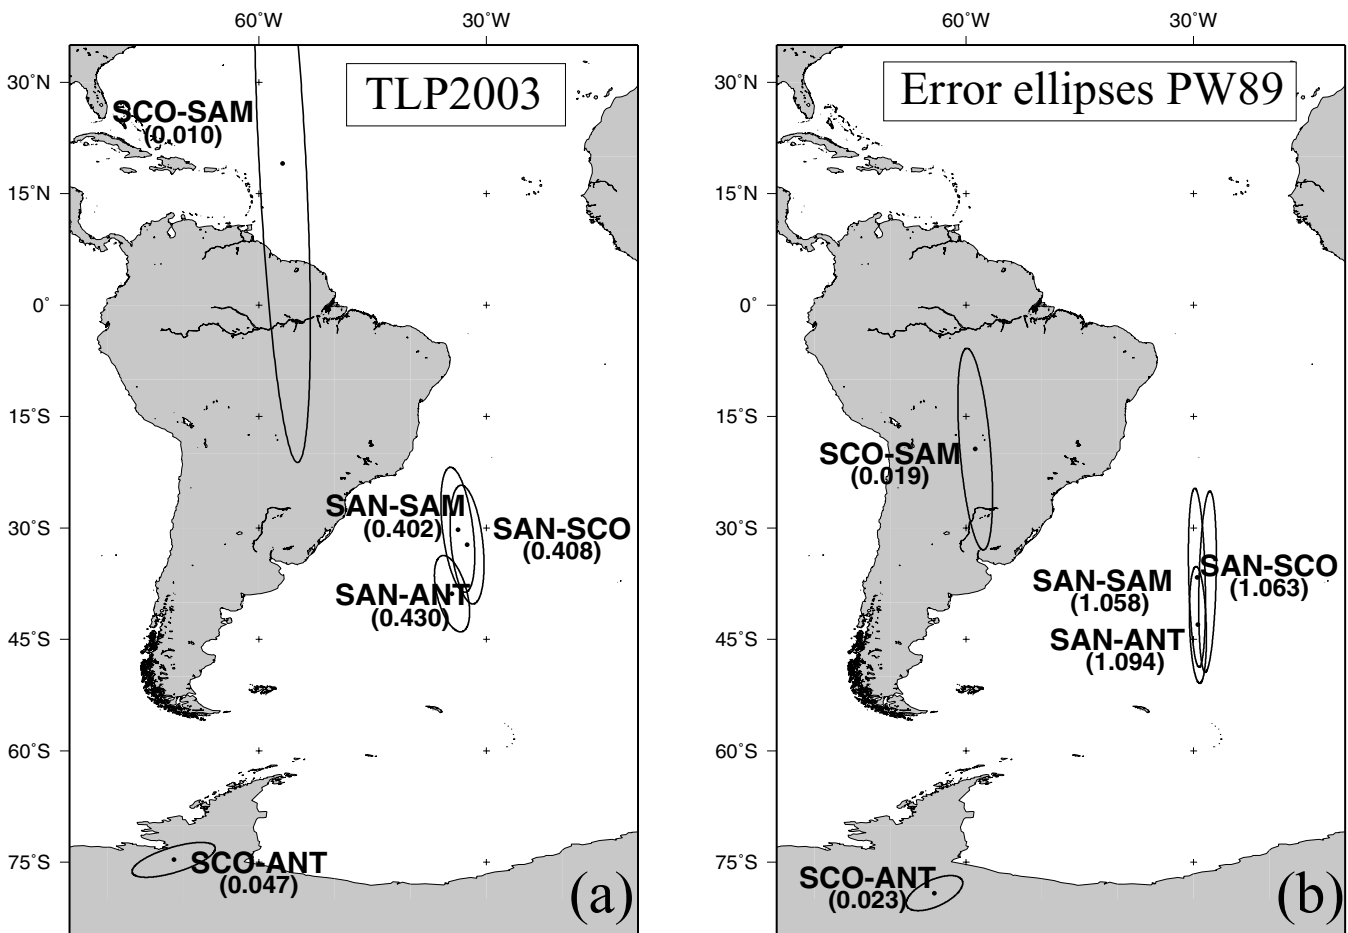 60˚W 30˚W
30˚N
15˚N
0˚
15˚S
30˚S
45˚S
60˚S
75˚S
TLP2003
SCO-SAM
(0.010)
SAN-SAM
(0.402)
SAN-SCO
(0.408)
SAN-ANT
(0.430)
SCO-ANT
(0.047)
(a)
60˚W 30˚W
30˚N
15˚N
0˚
15˚S
30˚S
45˚S
60˚S
75˚S
Error ellipses PW89
SCO-SAM
(0.019)
SAN-SCO
(1.063)
SAN-SAM
(1.058)
SAN-ANT
(1.094)
SCO-ANT
(0.023)
(b)